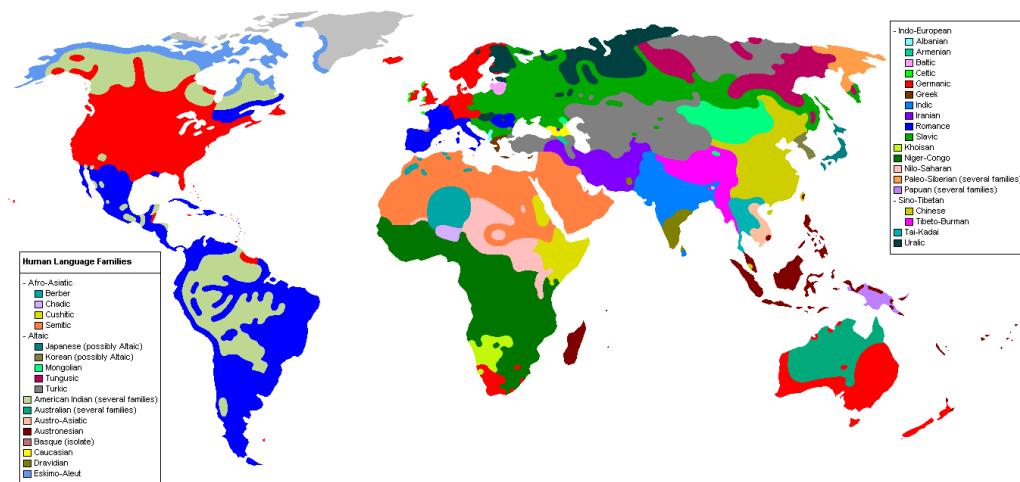 Human Language Families
- Afro-Asiatic
Berber
Chadic
Cushitic
Semitic
- Altaic
Japanese (possibly Altaic)
Korean (possibly Altaic)
Mongolian
Tungusic
Turkic
American Indian (several families)
Australian (several families)
Austro-Asiatic
Austronesian
Basque (isolate)
Caucasian
Dravidian
Eskimo-Aleut
- Indo-European
Albanian
Armenian
Baltic
Celtic
Germanic
Greek
Indic
Iranian
Romance
Slavic
Khoisan
Niger-Congo
Nilo-Saharan
Paleo-Siberian (several families)
Papuan (several families)
- Sino-Tibetan
Chinese
Tibeto-Burman
Tai-Kadai
Uralic